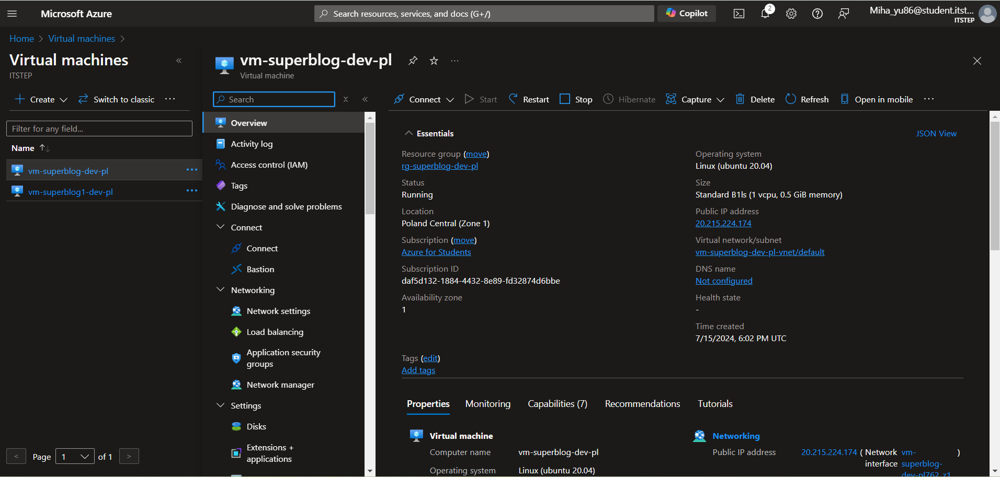 Microsoft Azure
Search resources, services, and docs (G+/)
Copilot
2
Miha_yu86@student.itst...
ITSTEP
Home > Virtual machines >
Virtual machines
ITSTEP
Create
Switch to classic
Filter for any field...
Name
vm-superblog-dev-pl
vm-superblog1-dev-pl
< Page 1 of 1 >
vm-superblog-dev-pl
Virtual machine
Search
Overview
Activity log
Access control (IAM)
Tags
Diagnose and solve problems
Connect
Connect
Bastion
Networking
Network settings
Load balancing
Application security
groups
Network manager
Settings
Disks
Extensions +
applications
Connect
Start
Restart
Stop
Hibernate
Capture
Delete
Refresh
Open in mobile
Essentials
JSON View
Resource group (move)
rg-superblog-dev-pl
Status
Running
Location
Poland Central (Zone 1)
Subscription (move)
Azure for Students
Subscription ID
daf5d132-1884-4432-8e89-fd32874d6bbe
Availability zone
1
Operating system
Linux (ubuntu 20.04)
Size
Standard B1ls (1 vcpu, 0.5 GiB memory)
Public IP address
20.215.224.174
Virtual network/subnet
vm-superblog-dev-pl-vnet/default
DNS name
Not configured
Health state
-
Time created
7/15/2024, 6:02 PM UTC
Tags (edit)
Add tags
Properties
Monitoring
Capabilities (7)
Recommendations
Tutorials
Virtual machine
Computer name vm-superblog-dev-pl
Operating system Linux (ubuntu 20.04)
Networking
Public IP address 20.215.224.174 ( Network vm- )
interface superblog-
dev-pl762_z1